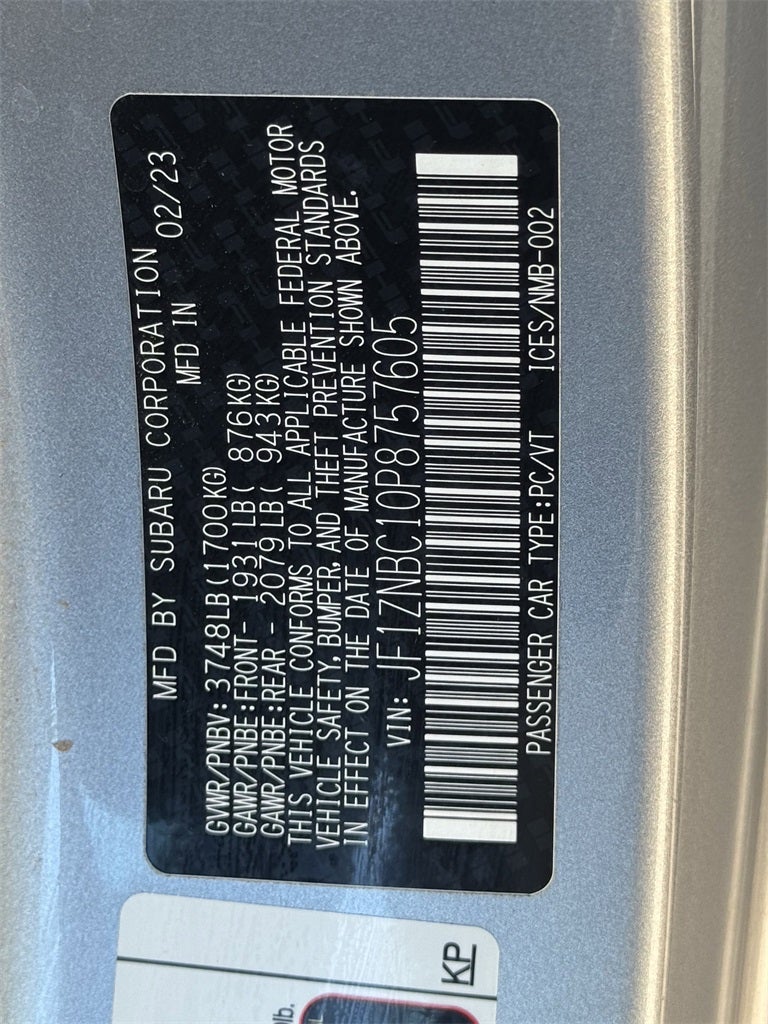 MFD BY SUBARU CORPORATION
MFD IN 02/23
GVWR/PNBV: 3748LB(1700KG)
GAWR/PNBE:FRONT- 1931LB( 876KG)
GAWR/PNBE:REAR - 2079LB( 943KG)
THIS VEHICLE CONFORMS TO ALL APPLICABLE FEDERAL MOTOR
VEHICLE SAFETY, BUMPER, AND THEFT PREVENTION STANDARDS
IN EFFECT ON THE DATE OF MANUFACTURE SHOWN ABOVE.
VIN: JF1ZNBC10P8757605
PASSENGER CAR TYPE:PC/VT ICES/NMB-002
KP
lb.